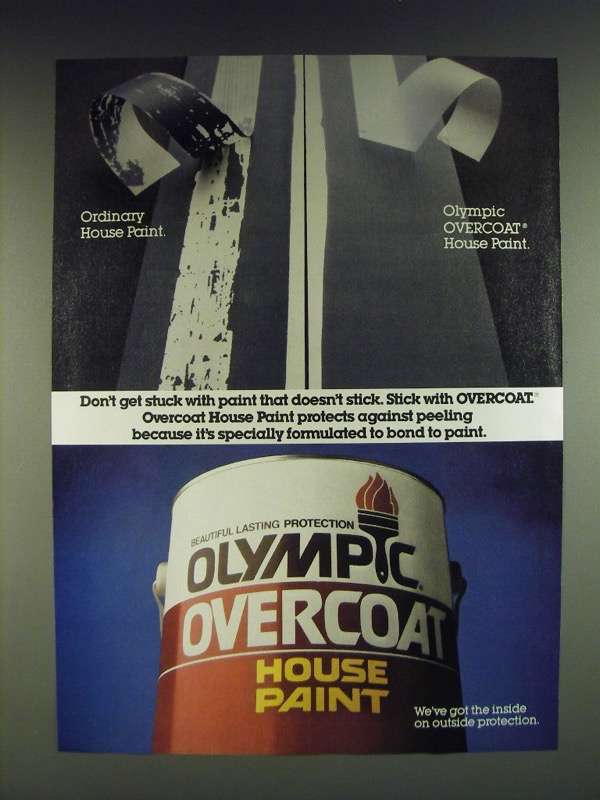 Ordinary
House Paint.
Olympic
OVERCOAT®
House Paint.
Don't get stuck with paint that doesn't stick. Stick with OVERCOAT.®
Overcoat House Paint protects against peeling
because it's specially formulated to bond to paint.
BEAUTIFUL LASTING PROTECTION
OLYMPIC.
OVERCOAT
HOUSE
PAINT
We've got the inside
on outside protection.